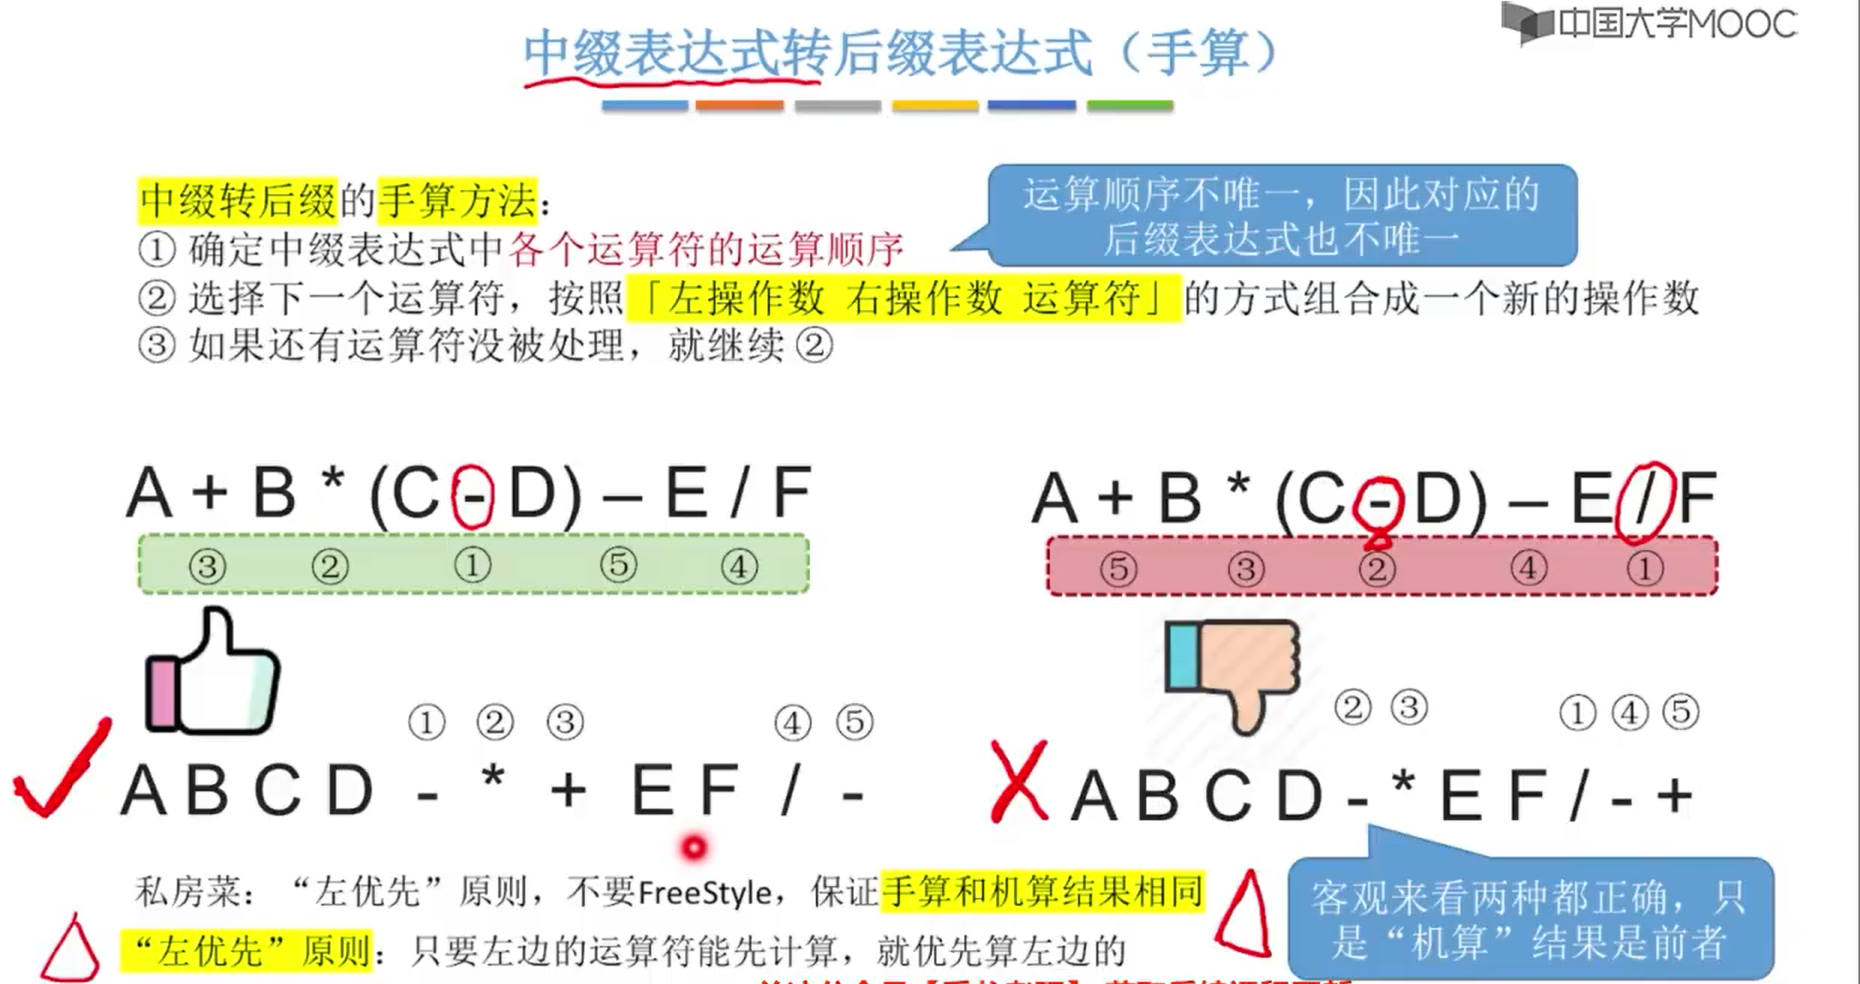 中国大学MOOC
中缀表达式转后缀表达式（手算）
中缀转后缀的手算方法：
① 确定中缀表达式中各个运算符的运算顺序
运算顺序不唯一，因此对应的
后缀表达式也不唯一
② 选择下一个运算符，按照「左操作数 右操作数 运算符」的方式组合成一个新的操作数
③ 如果还有运算符没被处理，就继续 ②
A + B * (C - D) – E / F
③ ② ① ⑤ ④
① ② ③ ④ ⑤
A B C D - * + E F / -
A + B * (C - D) – E / F
⑤ ③ ② ④ ①
② ③ ① ④ ⑤
A B C D - * E F / - +
私房菜：“左优先”原则，不要FreeStyle，保证手算和机算结果相同
“左优先”原则：只要左边的运算符能先计算，就优先算左边的
客观来看两种都正确，只
是“机算”结果是前者